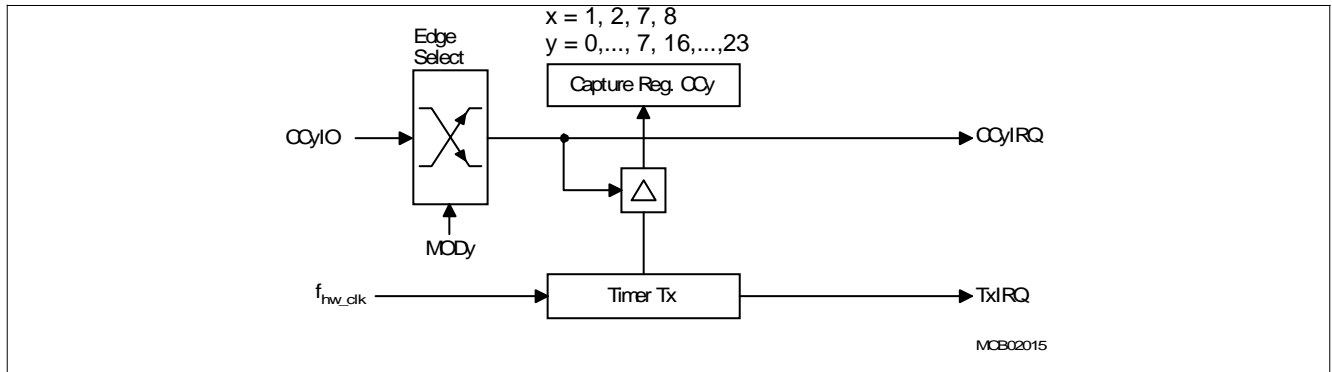 x = 1, 2, 7, 8
y = 0,..., 7, 16,...,23
Edge
Select
Capture Reg. CCy
CCyIO
CCyIRQ
MODy
fhw_clk
Timer Tx
TxIRQ
MCB02015